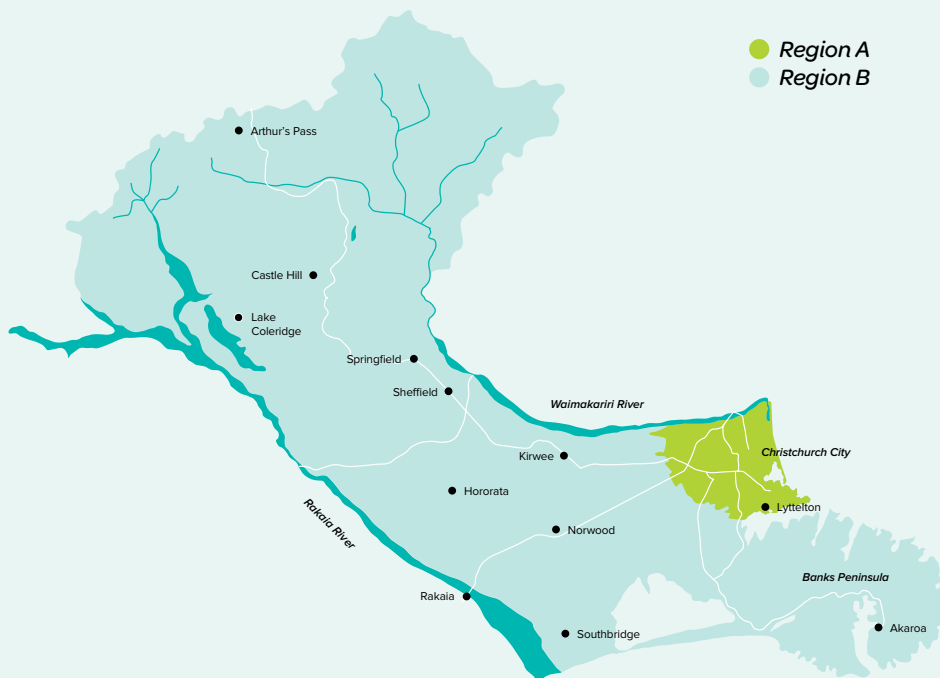 Region A
Region B
Arthur's Pass
Castle Hill
Lake
Coleridge
Springfield
Sheffield
Waimakariri River
Christchurch City
Kirwee
Hororata
Lyttelton
Rakaia River
Norwood
Banks Peninsula
Rakaia
Southbridge
Akaroa